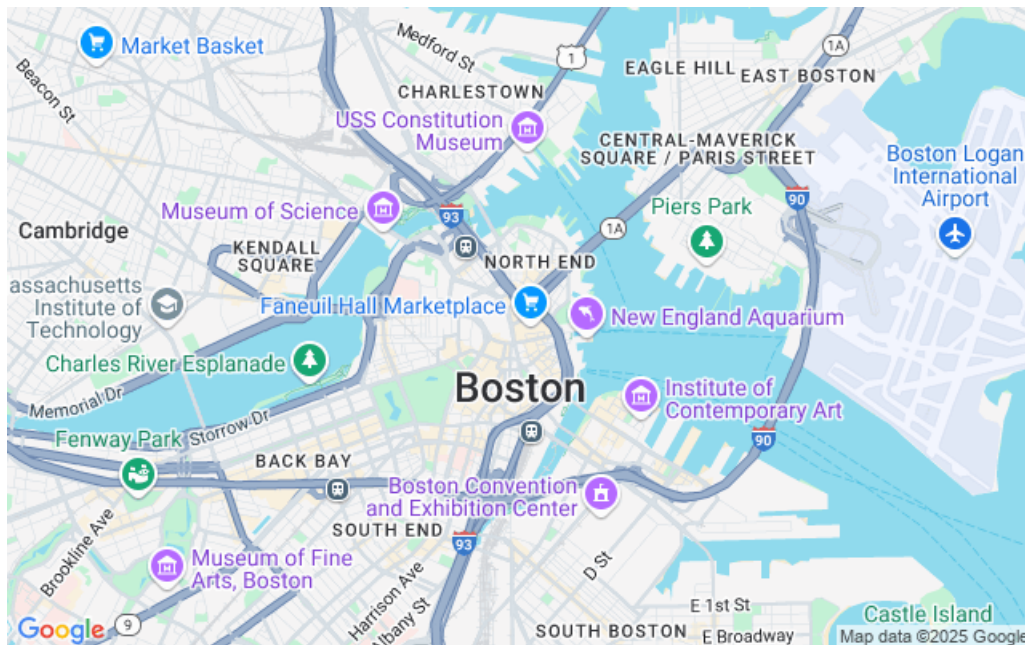 Market Basket
Beacon St
Medford St
1
1A
EAGLE HILL
EAST BOSTON
CHARLESTOWN
USS Constitution
Museum
CENTRAL-MAVERICK
SQUARE / PARIS STREET
Boston Logan
International
Airport
Museum of Science
93
90
Piers Park
Cambridge
1A
KENDALL
SQUARE
NORTH END
assachusetts
Institute of
Technology
Faneuil Hall Marketplace
New England Aquarium
Charles River Esplanade
Boston
Institute of
Contemporary Art
Memorial Dr
Storrow Dr
Fenway Park
90
BACK BAY
Boston Convention
and Exhibition Center
SOUTH END
93
Brookline Ave
Museum of Fine
Arts, Boston
Harrison Ave
Albany St
D St
E 1st St
Castle Island
Google
9
SOUTH BOSTON
E Broadway
Map data ©2025 Google